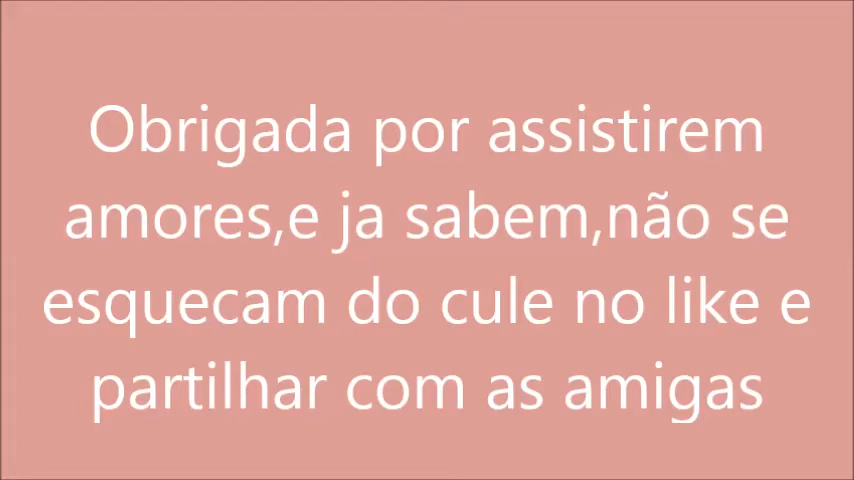 Obrigada por assistirem
amores,e ja sabem,não se
esquecam do cule no like e
partilhar com as amigas